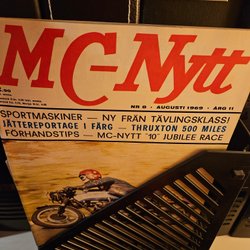 MC-Nytt
NR 8 · AUGUSTI 1969 · ÅRG 11
SPORTMASKINER — NY FRÅN TÄVLINGSKLASS!
JÄTTEREPORTAGE I FÄRG — THRUXTON 500 MILES
FÖRHANDSTIPS — MC-NYTT "10" JUBILEE RACE